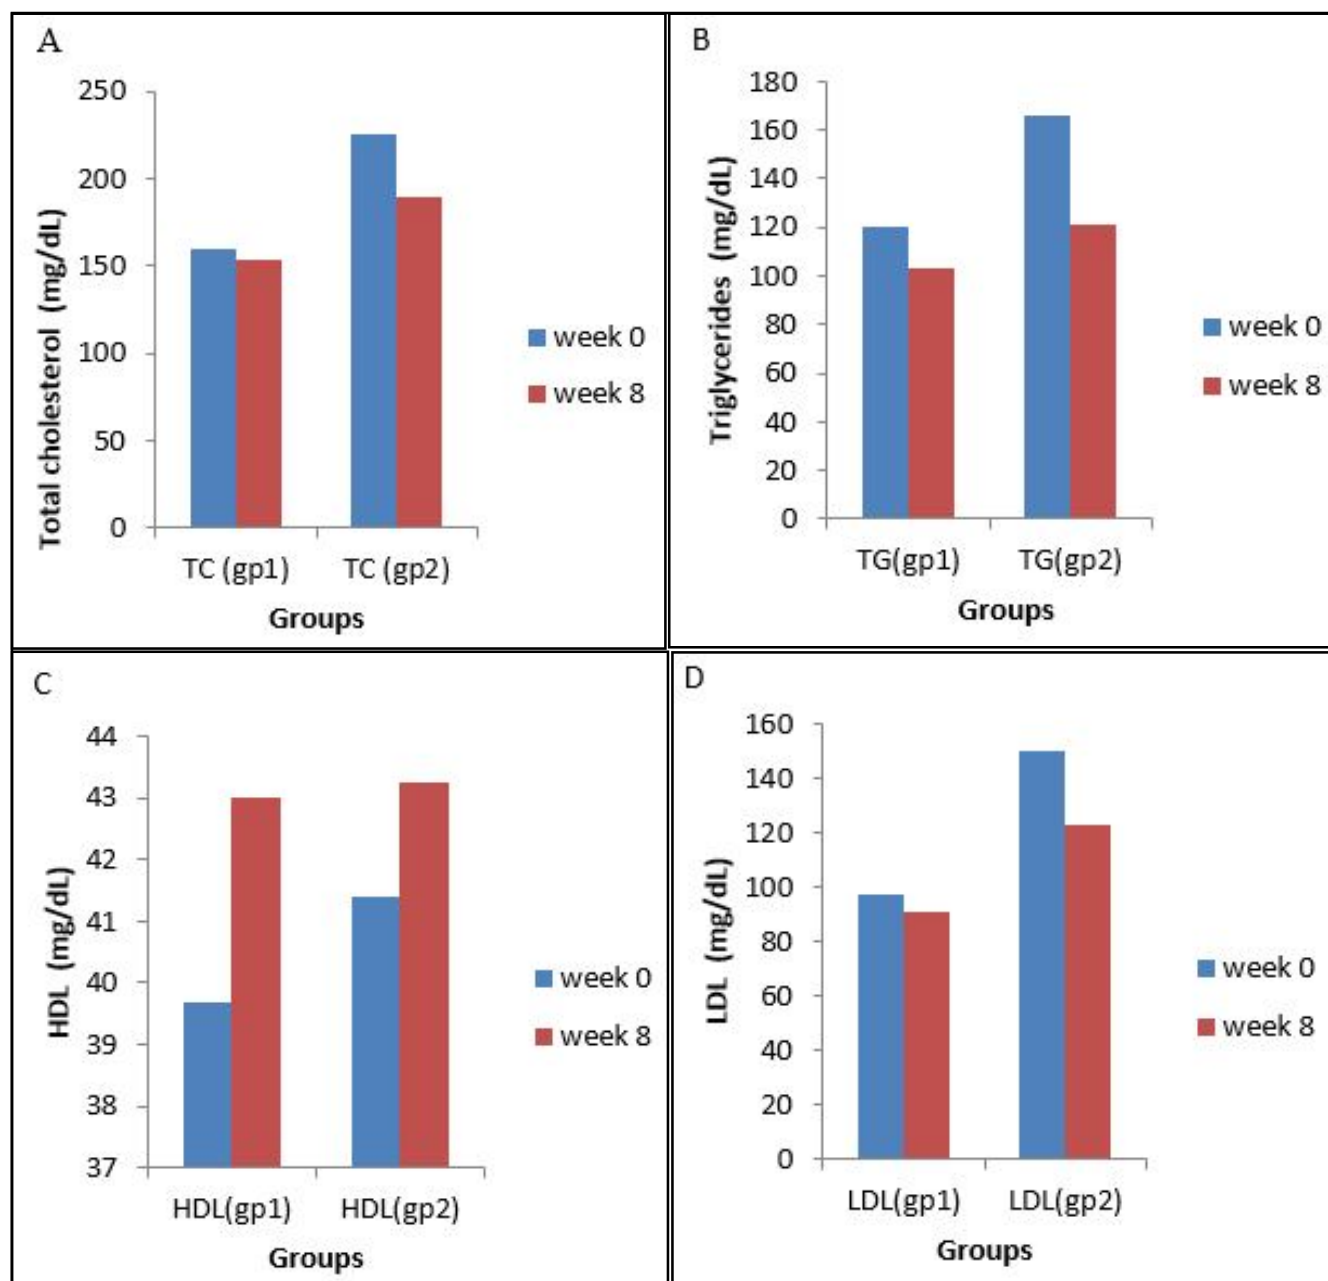 A
Total cholesterol (mg/dL)
250
200
150
100
50
0
TC (gp1) TC (gp2)
Groups
week 0
week 8
B
Triglycerides (mg/dL)
180
160
140
120
100
80
60
40
20
0
TG(gp1) TG(gp2)
Groups
week 0
week 8
C
HDL (mg/dL)
44
43
42
41
40
39
38
37
HDL(gp1) HDL(gp2)
Groups
week 0
week 8
D
LDL (mg/dL)
160
140
120
100
80
60
40
20
0
LDL(gp1) LDL(gp2)
Groups
week 0
week 8